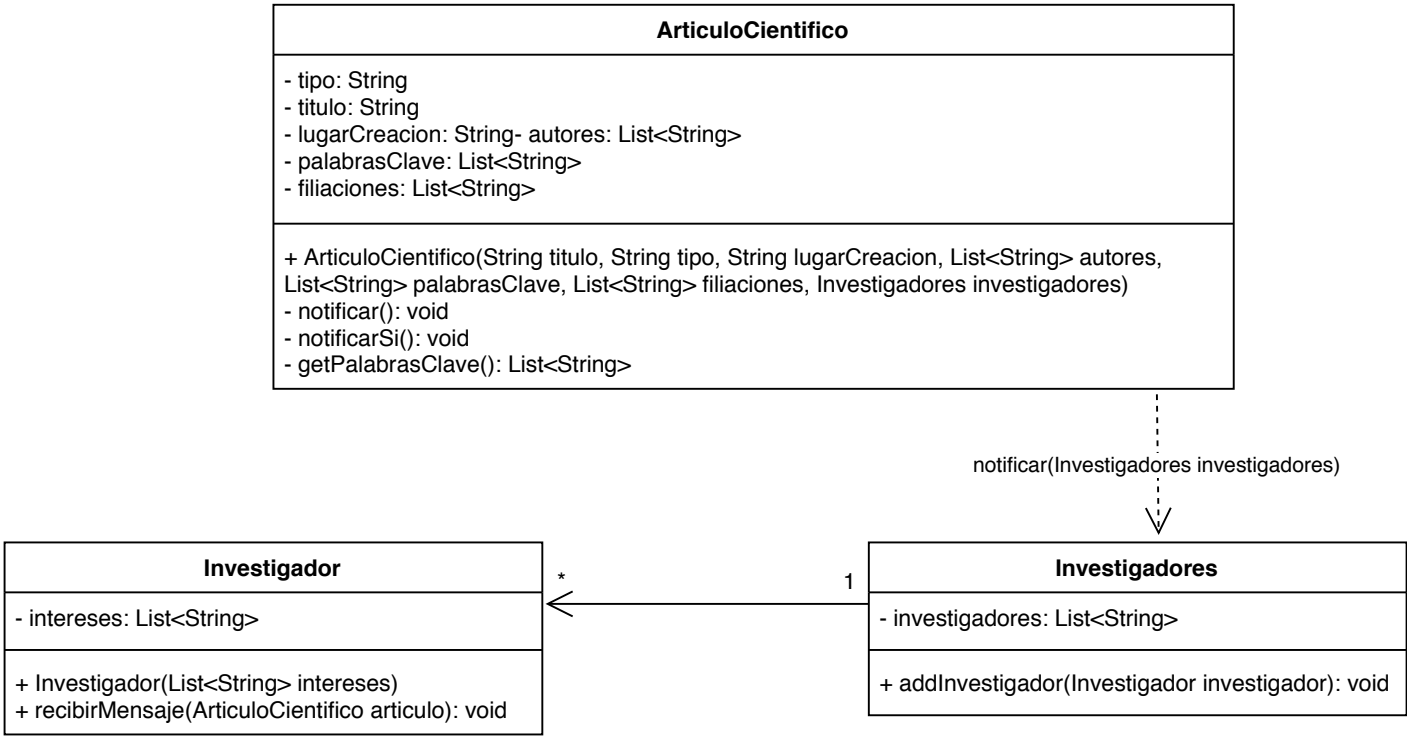 ArticuloCientifico
- tipo: String
- titulo: String
- lugarCreacion: String- autores: List<String>
- palabrasClave: List<String>
- filiaciones: List<String>
+ ArticuloCientifico(String titulo, String tipo, String lugarCreacion, List<String> autores,
List<String> palabrasClave, List<String> filiaciones, Investigadores investigadores)
- notificar(): void
- notificarSi(): void
- getPalabrasClave(): List<String>
notificar(Investigadores investigadores)
Investigador
- intereses: List<String>
+ Investigador(List<String> intereses)
+ recibirMensaje(ArticuloCientifico articulo): void
*
1
Investigadores
- investigadores: List<String>
+ addInvestigador(Investigador investigador): void